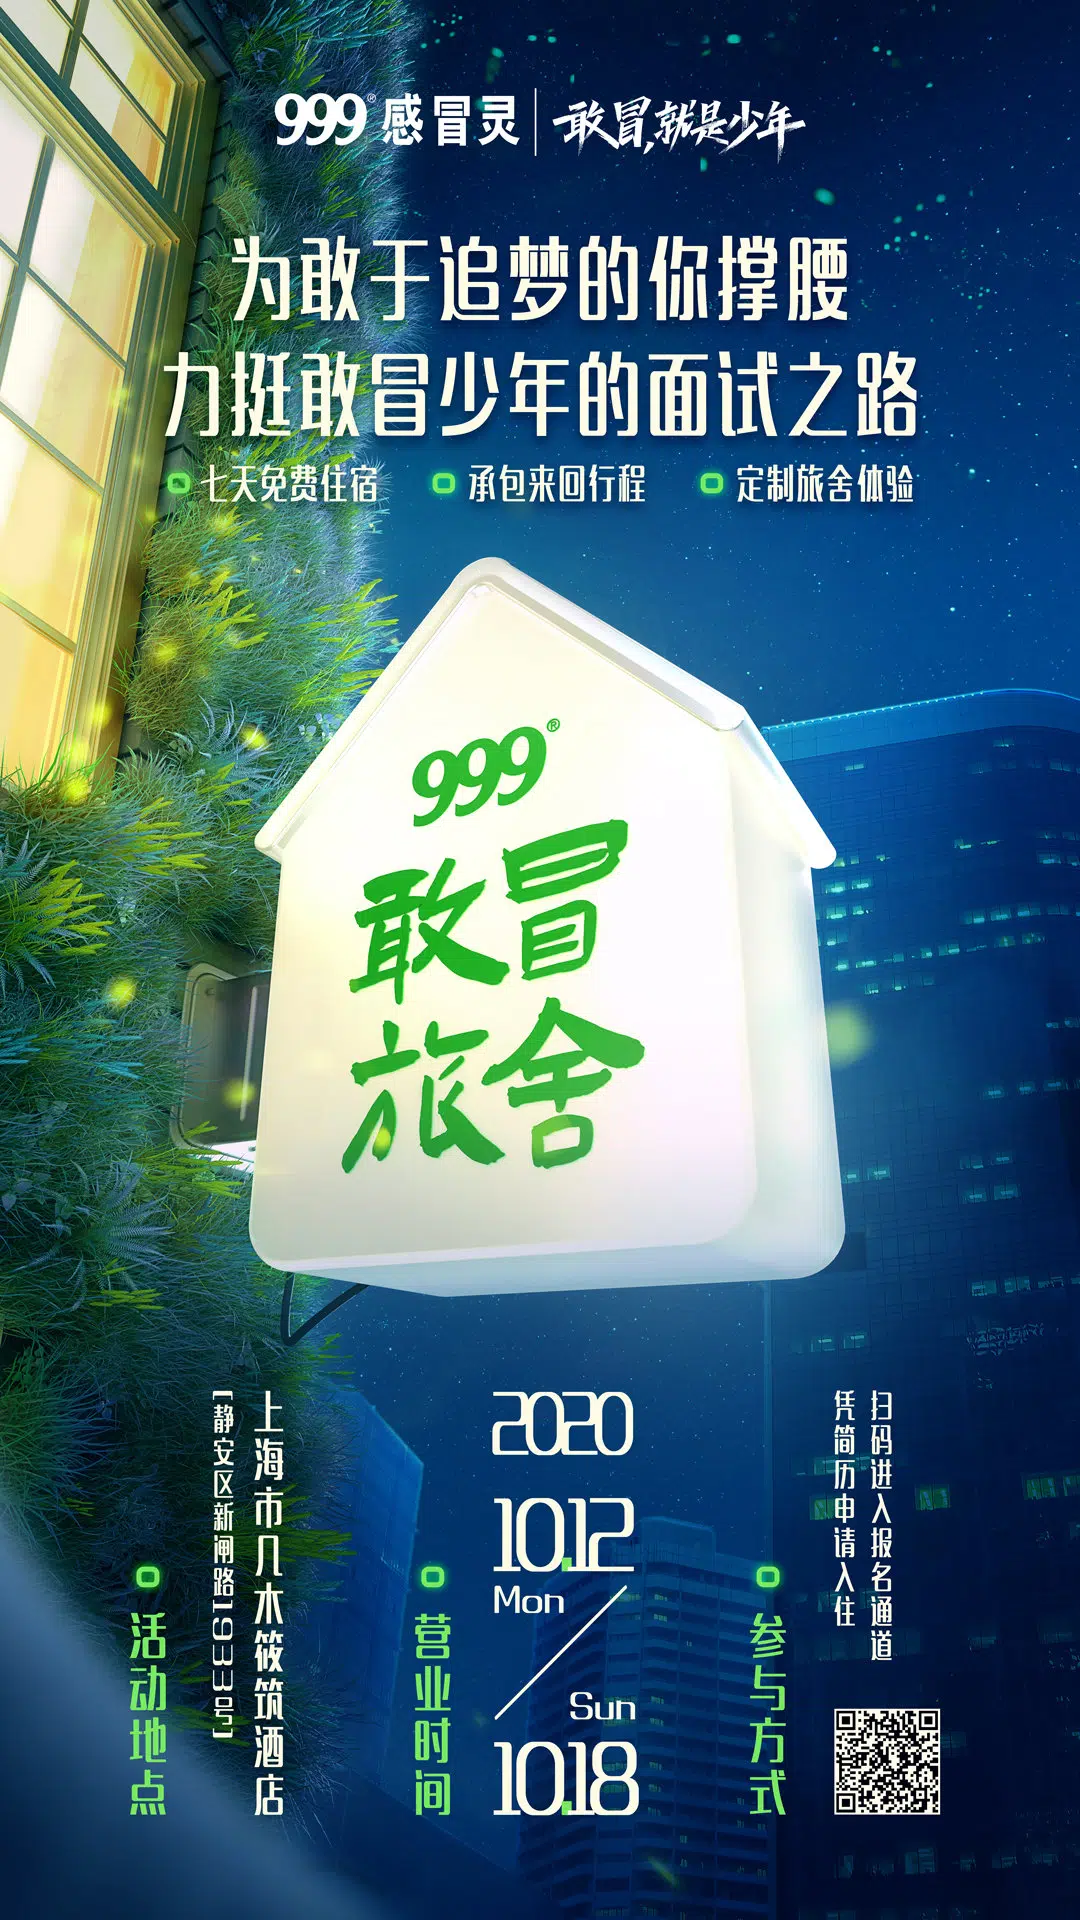 999® 感冒灵 | 敢冒,就是少年
为敢于追梦的你撑腰
力挺敢冒少年的面试之路
七天免费住宿 承包来回行程 定制旅舍体验
999®
敢冒
旅舍
活动地点
上海市几木筱筑酒店
[静安区新闸路1933号]
营业时间
2020
10.12
Mon
Sun
10.18
参与方式
扫码进入报名通道
凭简历申请入住